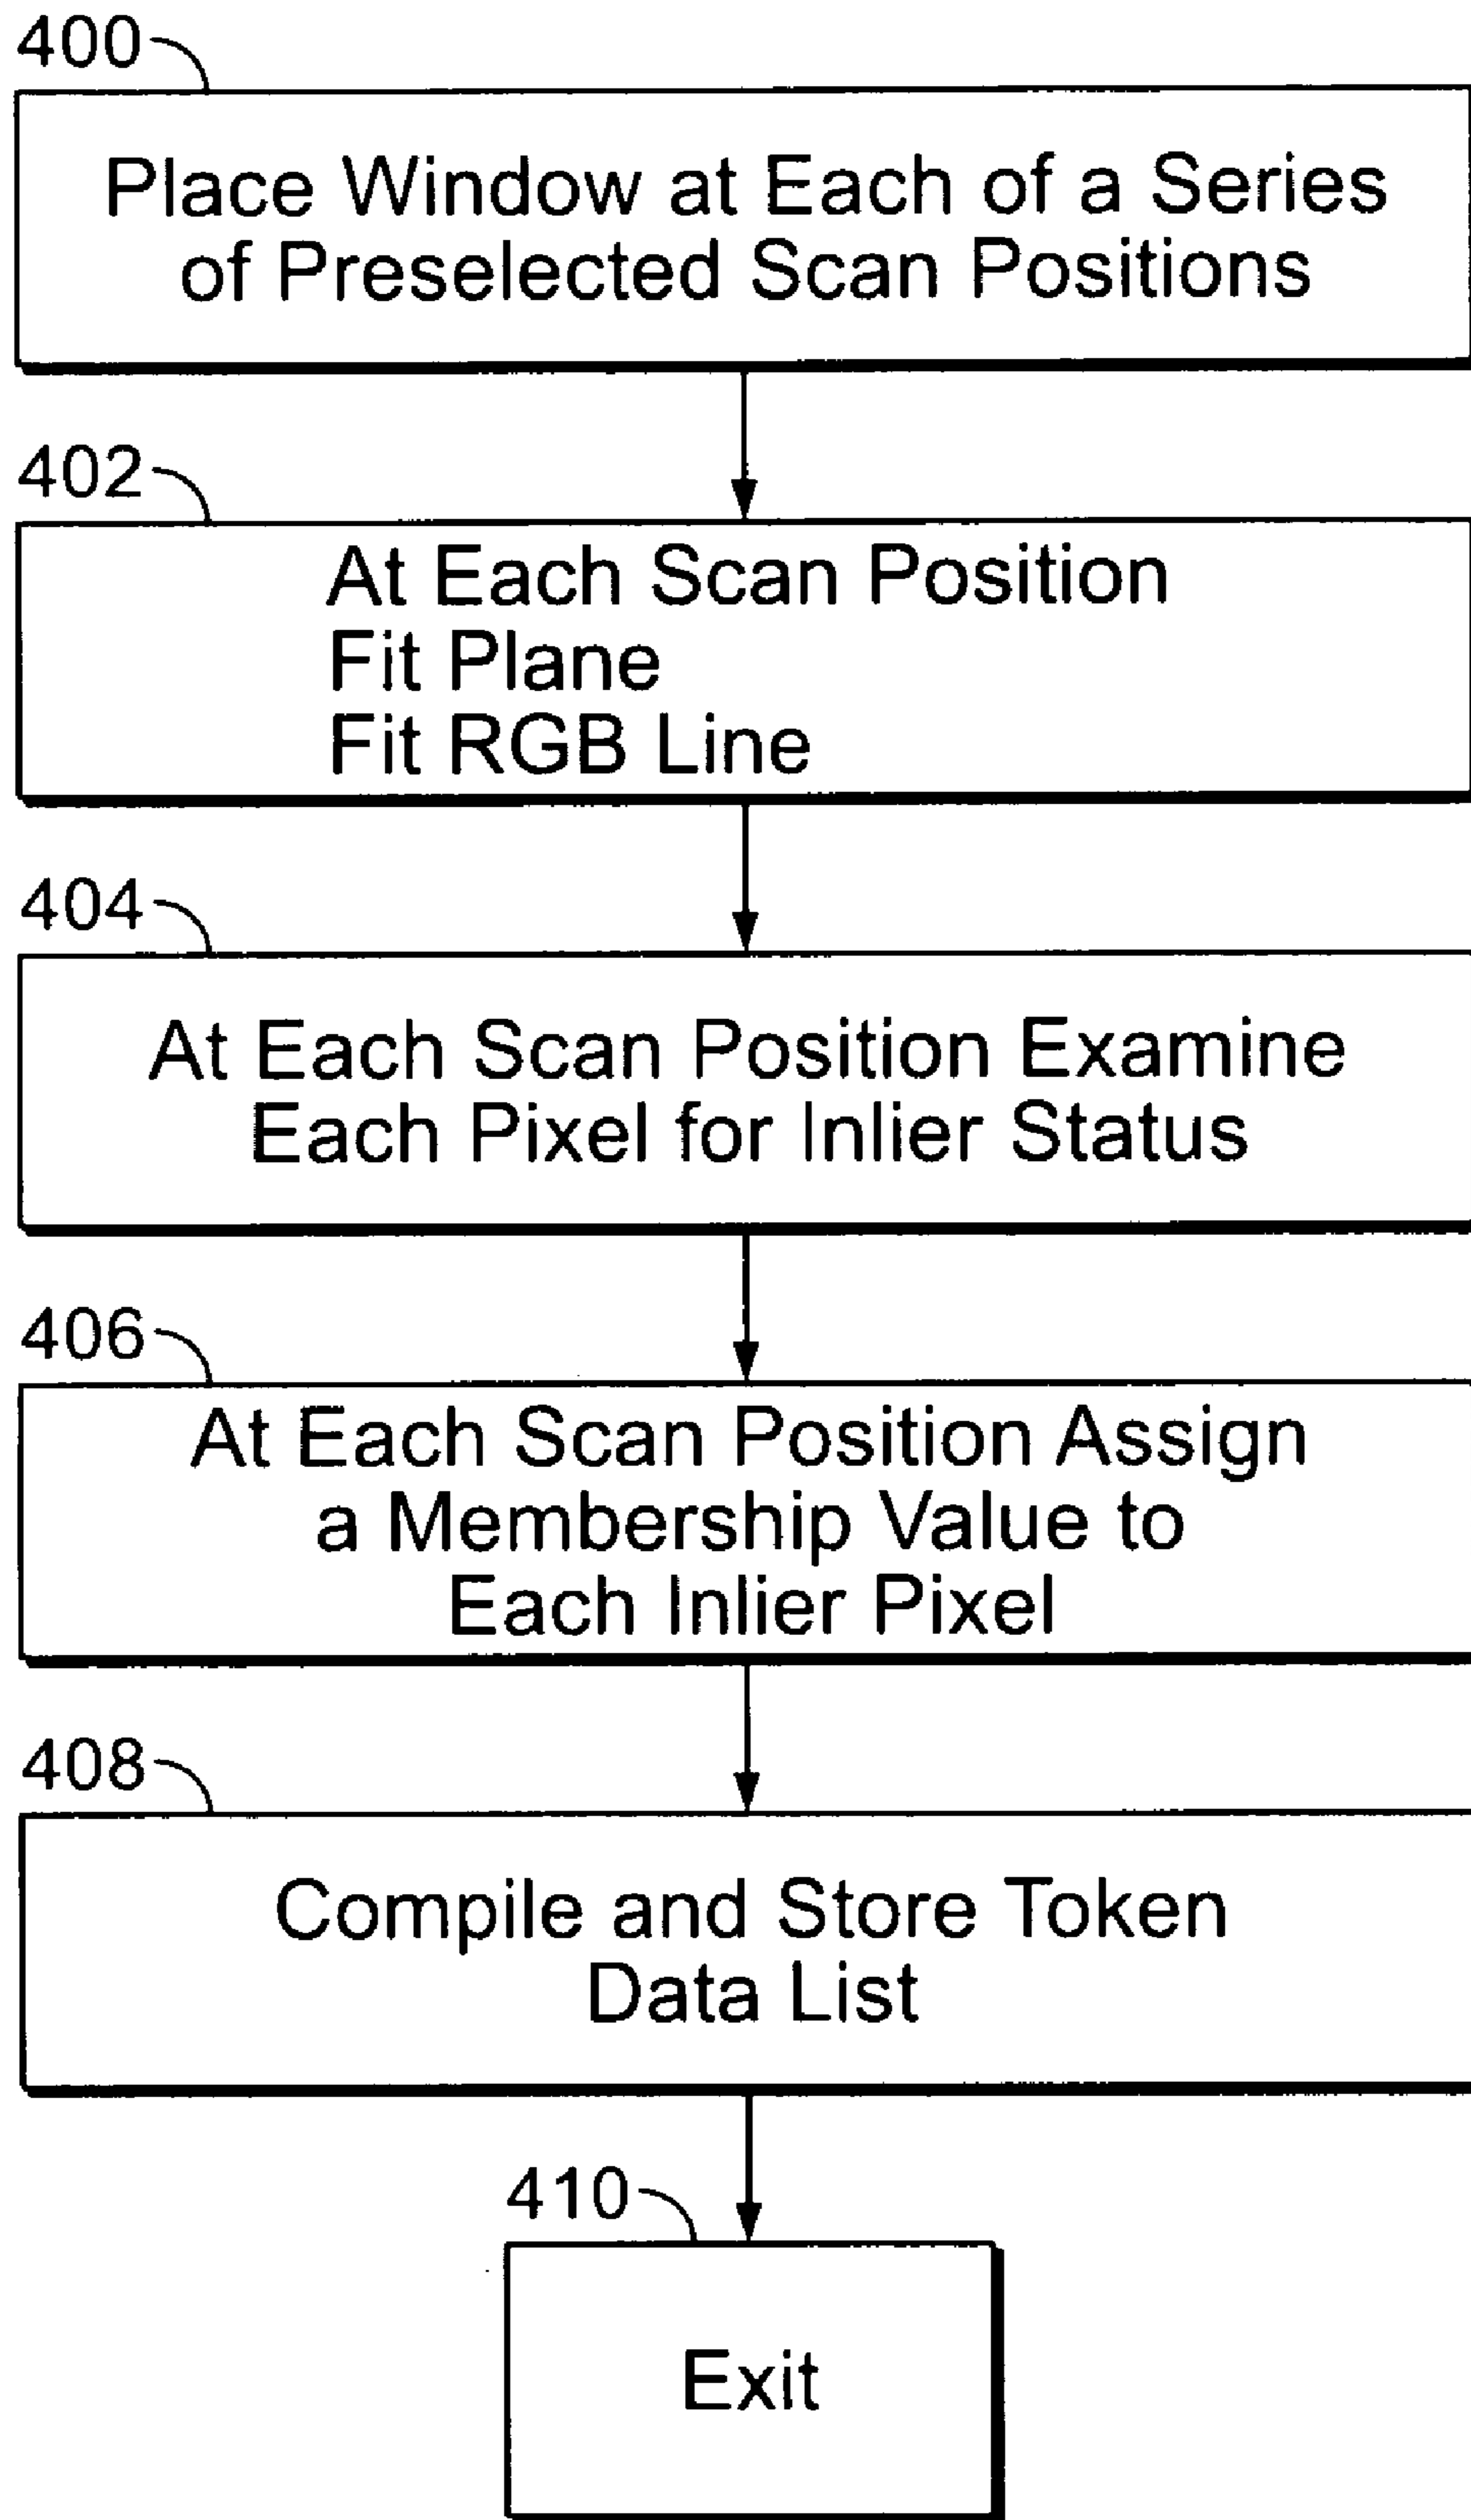 400
Place Window at Each of a Series
of Preselected Scan Positions
402
At Each Scan Position
Fit Plane
Fit RGB Line
404
At Each Scan Position Examine
Each Pixel for Inlier Status
406
At Each Scan Position Assign
a Membership Value to
Each Inlier Pixel
408
Compile and Store Token
Data List
410
Exit